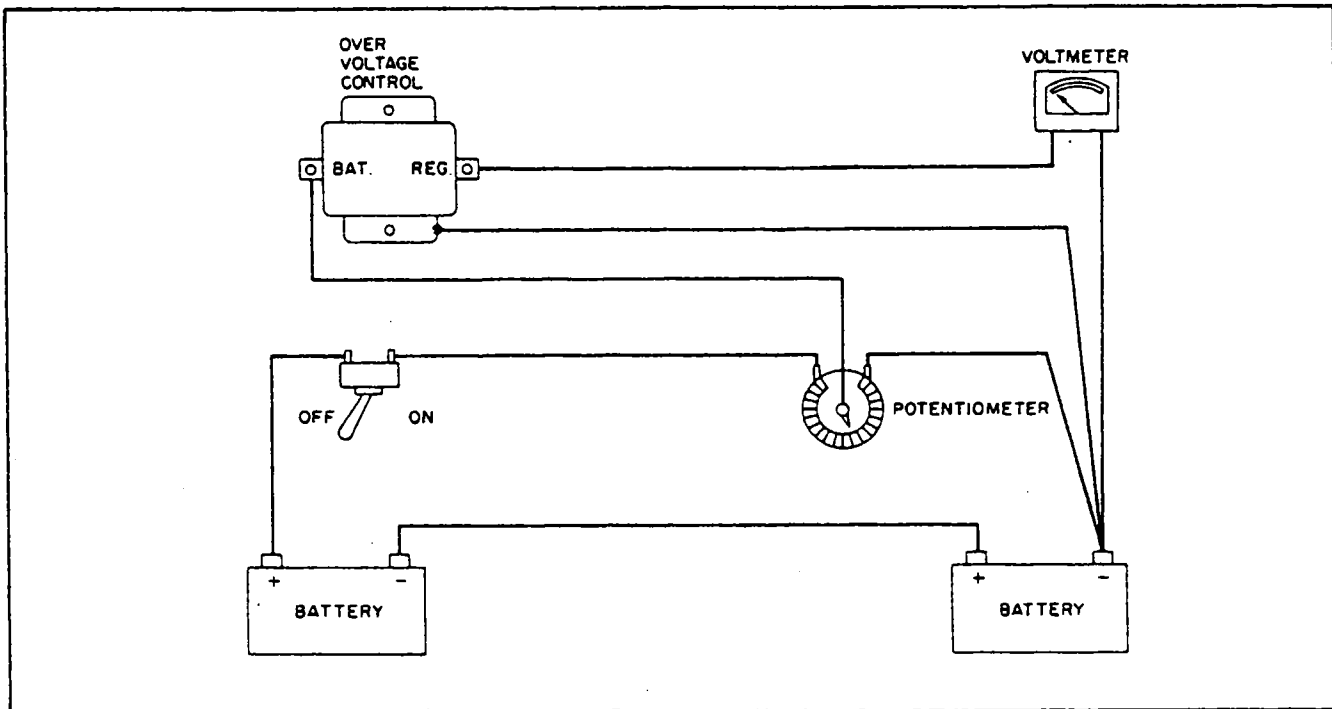 OVER
VOLTAGE
CONTROL
VOLTMETER
BAT. REG.
OFF ON
POTENTIOMETER
+ -
BATTERY
+ -
BATTERY